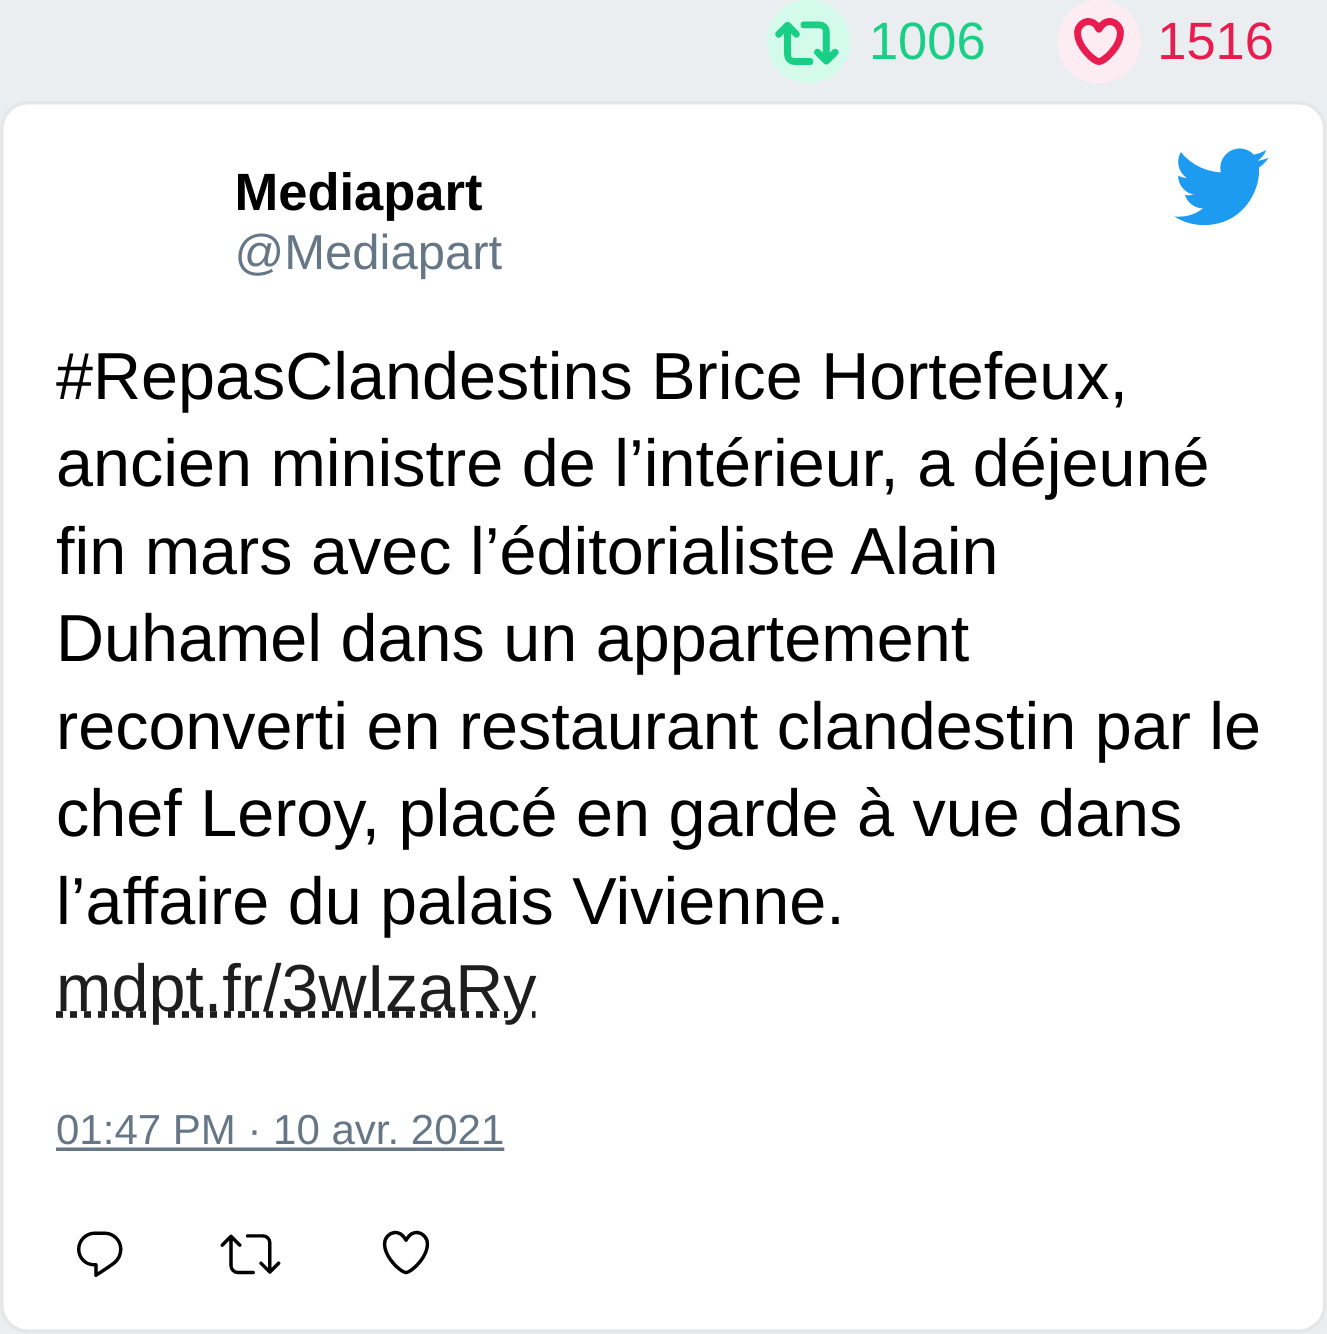 1006 1516
Mediapart
@Mediapart
#RepasClandestins Brice Hortefeux,
ancien ministre de l’intérieur, a déjeuné
fin mars avec l’éditorialiste Alain
Duhamel dans un appartement
reconverti en restaurant clandestin par le
chef Leroy, placé en garde à vue dans
l’affaire du palais Vivienne.
mdpt.fr/3wIzaRy
01:47 PM · 10 avr. 2021